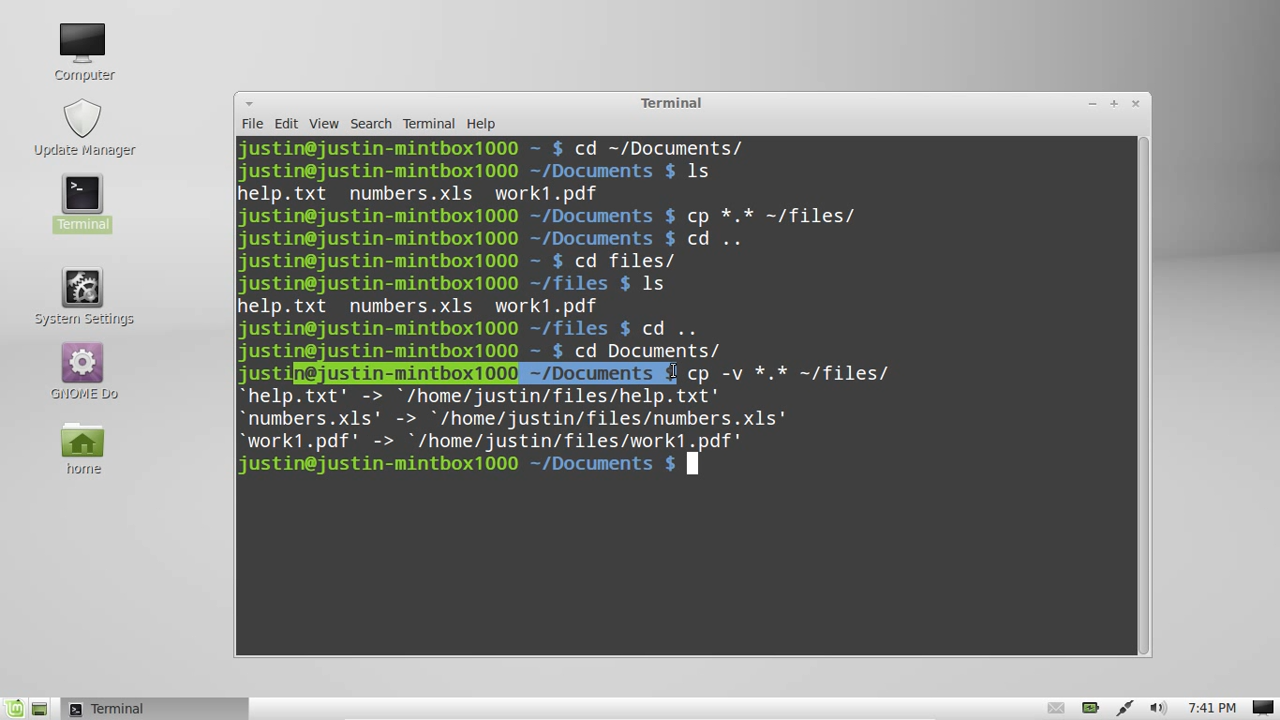 Computer
Update Manager
Terminal
System Settings
GNOME Do
home
Terminal
File Edit View Search Terminal Help
justin@justin-mintbox1000 ~ $ cd ~/Documents/
justin@justin-mintbox1000 ~/Documents $ ls
help.txt  numbers.xls  work1.pdf
justin@justin-mintbox1000 ~/Documents $ cp *.* ~/files/
justin@justin-mintbox1000 ~/Documents $ cd ..
justin@justin-mintbox1000 ~ $ cd files/
justin@justin-mintbox1000 ~/files $ ls
help.txt  numbers.xls  work1.pdf
justin@justin-mintbox1000 ~/files $ cd ..
justin@justin-mintbox1000 ~ $ cd Documents/
justin@justin-mintbox1000 ~/Documents $ cp -v *.* ~/files/
`help.txt' -> `/home/justin/files/help.txt'
`numbers.xls' -> `/home/justin/files/numbers.xls'
`work1.pdf' -> `/home/justin/files/work1.pdf'
justin@justin-mintbox1000 ~/Documents $
Terminal
7:41 PM